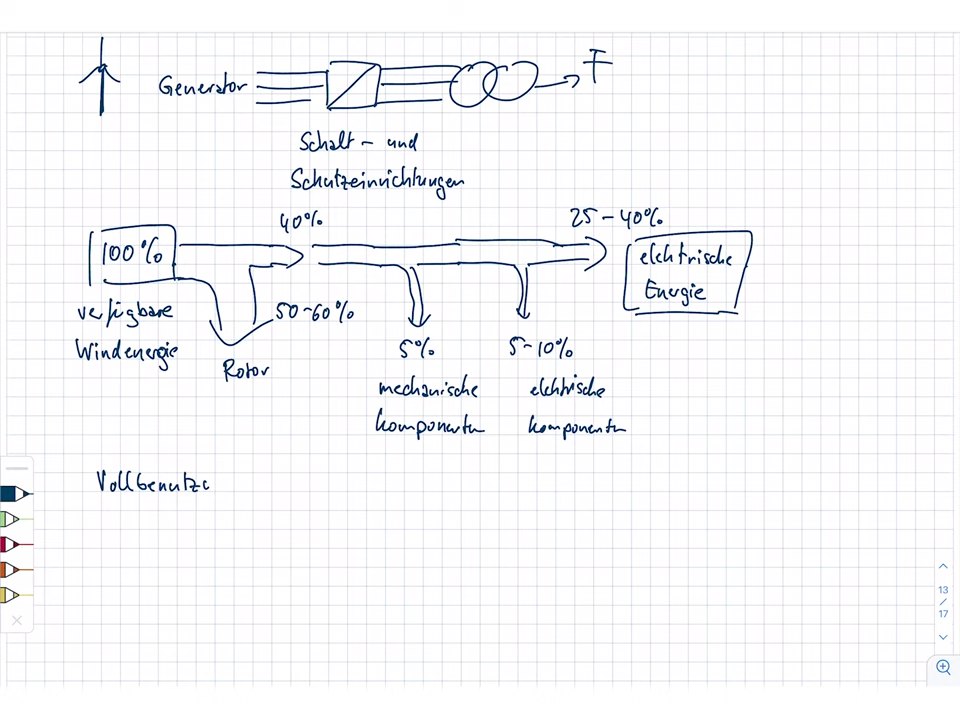 Generator
Schalt- und
Schutzeinrichtungen
40%
25-40%
100%
elektrische
Energie
verfügbare
Windenergie
50-60%
Rotor
5%
5-10%
mechanische
komponenten
elektrische
komponenten
Vollbenutzu
13
/
17